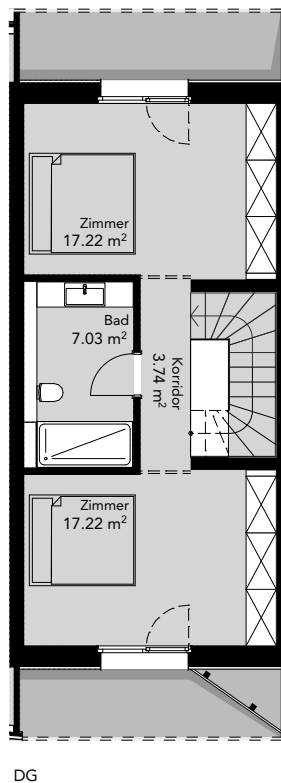 Zimmer
17.22 m²
Bad
7.03 m²
Korridor
3.74 m²
Zimmer
17.22 m²
DG